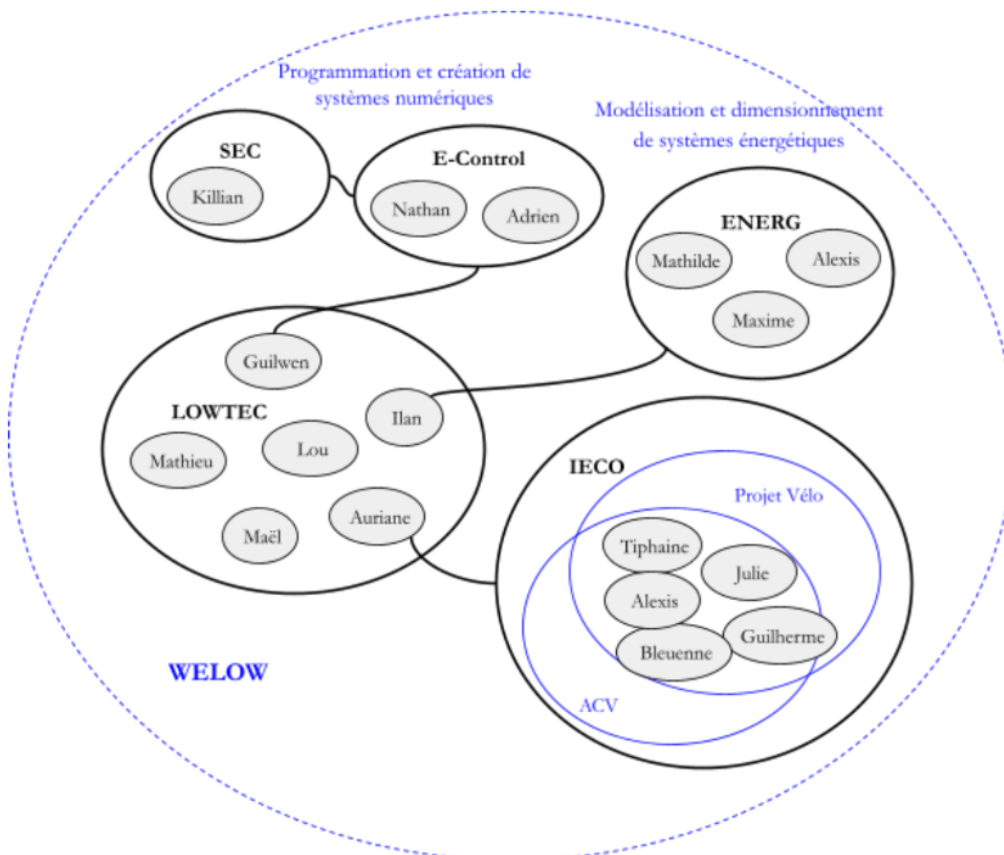 Programmation et création de
systèmes numériques
Modélisation et dimensionnement
de systèmes énergétiques
SEC
Killian
E-Control
Nathan
Adrien
ENERG
Mathilde
Alexis
Maxime
Guilwen
LOWTEC
Ilan
Mathieu
Lou
Maël
Auriane
IECO
Projet Vélo
Tiphaine
Julie
Alexis
Guilherme
Bleuenne
ACV
WELOW